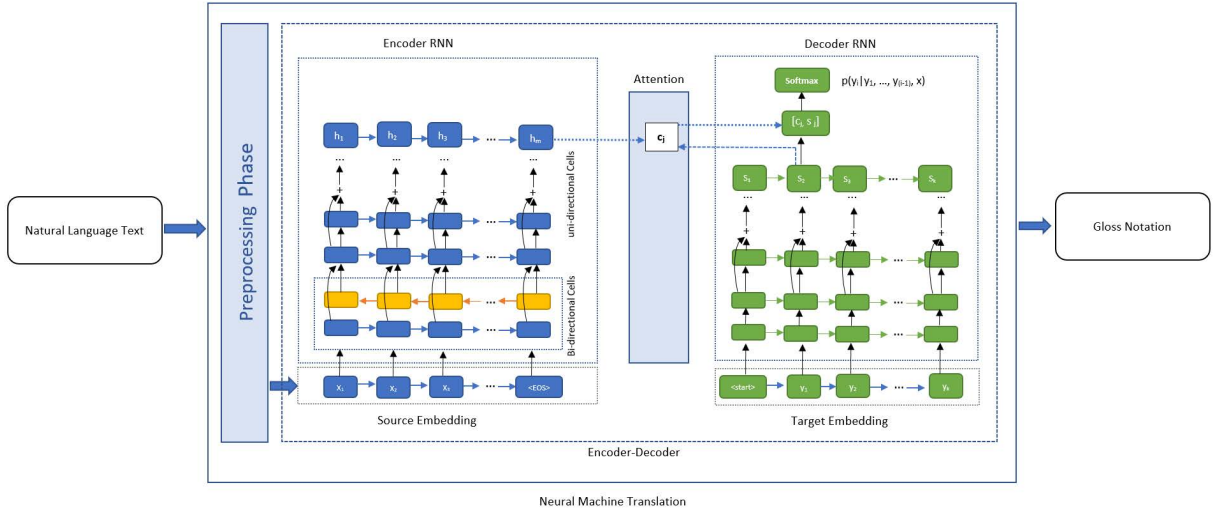 Encoder RNN
Decoder RNN
Softmax
p(yᵢ|y₁, ..., y₍ᵢ₋₁₎, x)
Attention
[cⱼ, sⱼ]
h₁ h₂ h₃ ... hₘ
cⱼ
... ... ... ...
S₁ S₂ S₃ ... Sₖ
... ... ... ...
+ + + +
uni-directional Cells
Preprocessing Phase
...
Natural Language Text
+ + + +
Gloss Notation
...
...
...
...
Bi-directional Cells
...
...
...
x₁ x₂ ... <EOS>
<start> y₁ y₂ ... yₖ
Source Embedding
Target Embedding
Encoder-Decoder
Neural Machine Translation